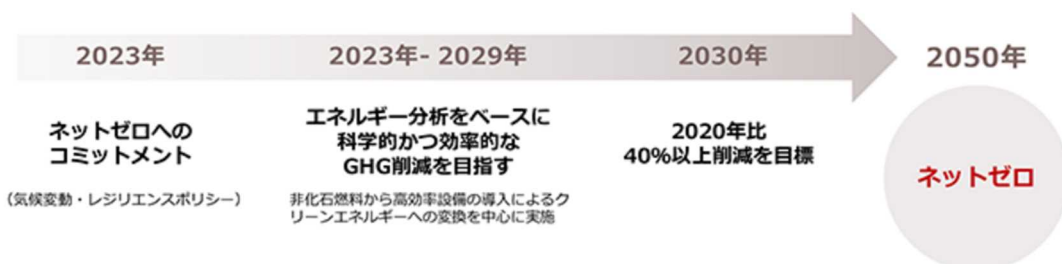 2023年
2023年- 2029年
2030年
2050年
ネットゼロへの
コミットメント
（気候変動・レジリエンスポリシー）
エネルギー分析をベースに
科学的かつ効率的な
GHG削減を目指す
非化石燃料から高効率設備の導入によるク
リーンエネルギーへの変換を中心に実施
2020年比
40%以上削減を目標
ネットゼロ